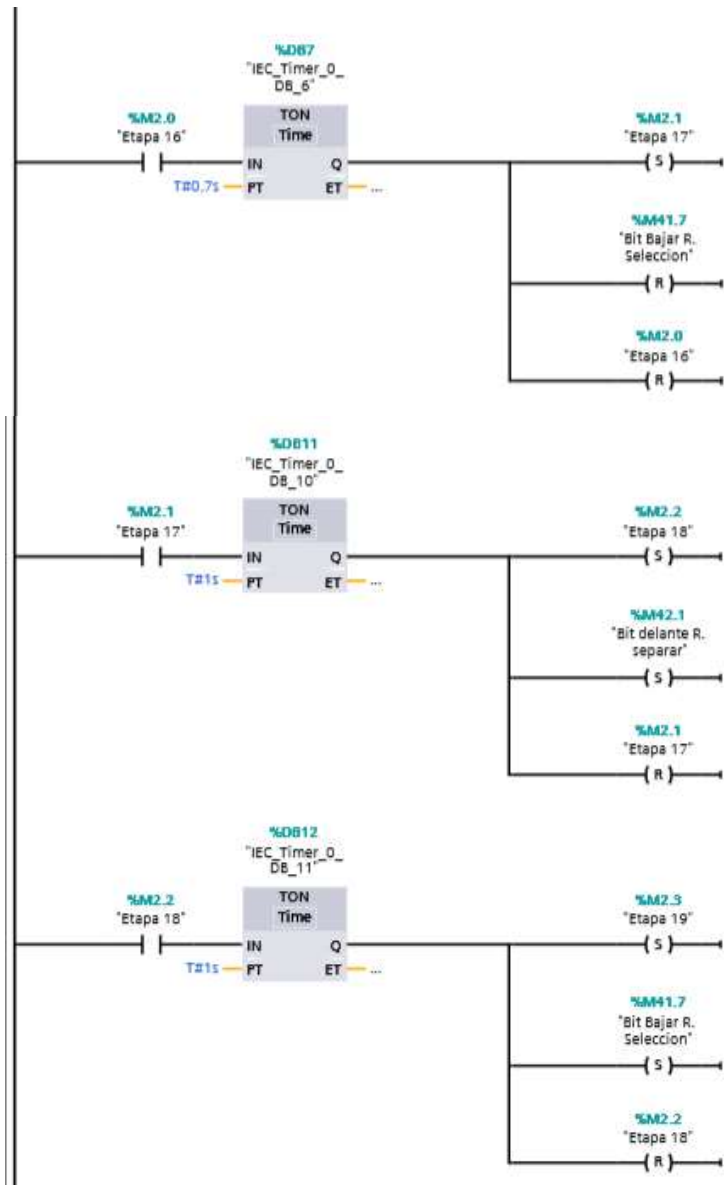 %DB7
"IEC_Timer_0_
DB_6"
%M2.0
"Etapa 16"
TON
Time
IN
Q
T#0.7s
PT
ET
...
%M2.1
"Etapa 17"
S
%M41.7
"Bit Bajar R.
Seleccion"
R
%M2.0
"Etapa 16"
R
%DB11
"IEC_Timer_0_
DB_10"
%M2.1
"Etapa 17"
TON
Time
IN
Q
T#1s
PT
ET
...
%M2.2
"Etapa 18"
S
%M42.1
"Bit delante R.
separar"
S
%M2.1
"Etapa 17"
R
%DB12
"IEC_Timer_0_
DB_11"
%M2.2
"Etapa 18"
TON
Time
IN
Q
T#1s
PT
ET
...
%M2.3
"Etapa 19"
S
%M41.7
"Bit Bajar R.
Seleccion"
S
%M2.2
"Etapa 18"
R